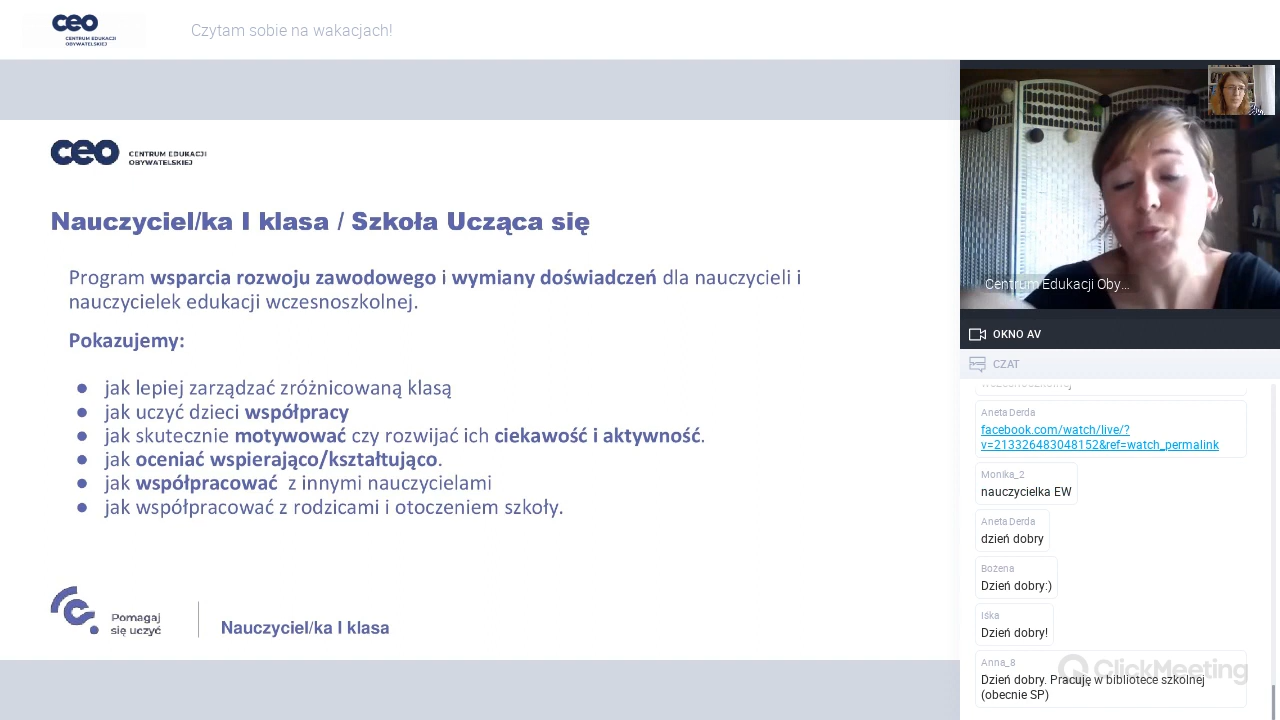 ceo
CENTRUM EDUKACJI
OBYWATELSKIEJ
Czytam sobie na wakacjach!
ceo
CENTRUM EDUKACJI
OBYWATELSKIEJ
Nauczyciel/ka I klasa / Szkoła Ucząca się
Program wsparcia rozwoju zawodowego i wymiany doświadczeń dla nauczycieli i
nauczycielek edukacji wczesnoszkolnej.
Pokazujemy:
● jak lepiej zarządzać zróżnicowaną klasą
● jak uczyć dzieci współpracy
● jak skutecznie motywować czy rozwijać ich ciekawość i aktywność.
● jak oceniać wspierająco/kształtująco.
● jak współpracować z innymi nauczycielami
● jak współpracować z rodzicami i otoczeniem szkoły.
Pomagaj
się uczyć
Nauczyciel/ka I klasa
Centrum Edukacji Oby...
OKNO AV
CZAT
Aneta Derda
facebook.com/watch/live/?
v=213326483048152&ref=watch_permalink
Monika_2
nauczycielka EW
Aneta Derda
dzień dobry
Bożena
Dzień dobry:)
Iśka
Dzień dobry!
Anna_8
Dzień dobry. Pracuję w bibliotece szkolnej
(obecnie SP)
ClickMeeting